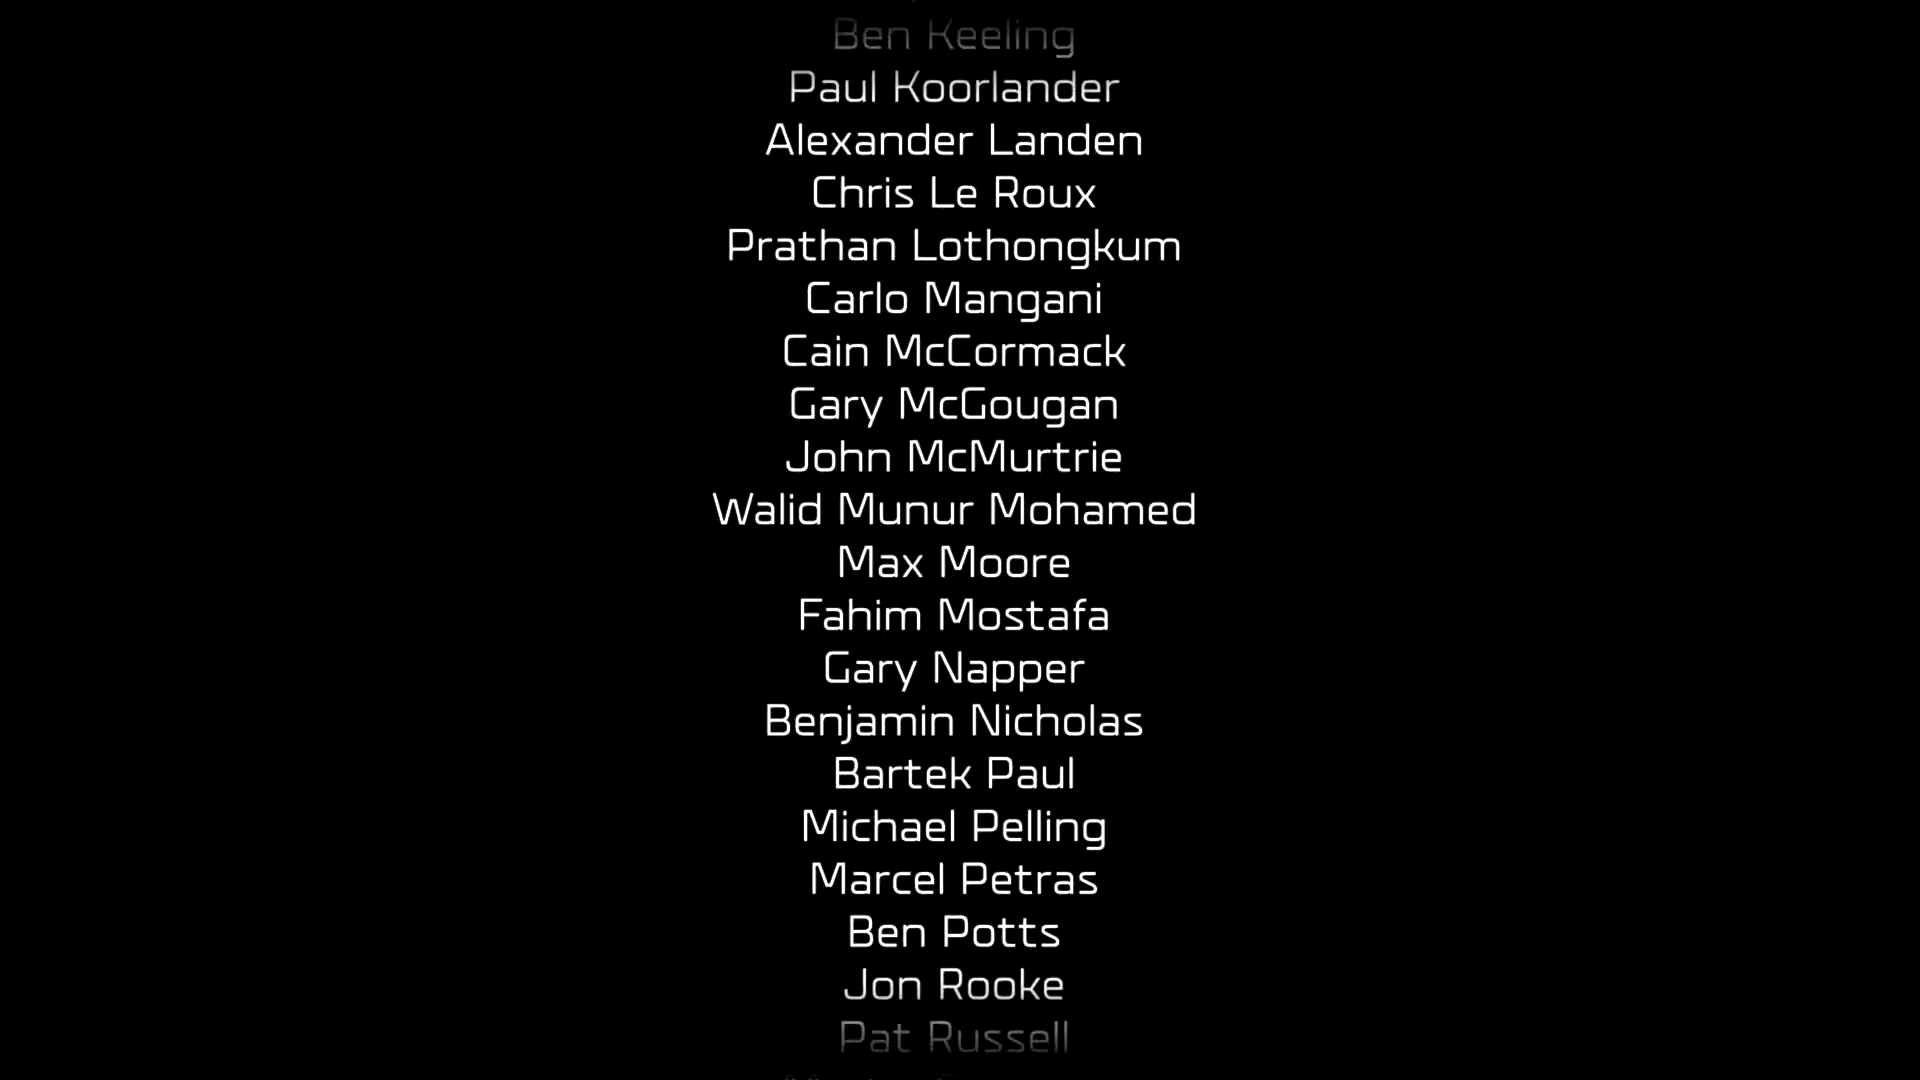 Ben Keeling
Paul Koorlander
Alexander Landen
Chris Le Roux
Prathan Lothongkum
Carlo Mangani
Cain McCormack
Gary McGougan
John McMurtrie
Walid Munur Mohamed
Max Moore
Fahim Mostafa
Gary Napper
Benjamin Nicholas
Bartek Paul
Michael Pelling
Marcel Petras
Ben Potts
Jon Rooke
Pat Russell